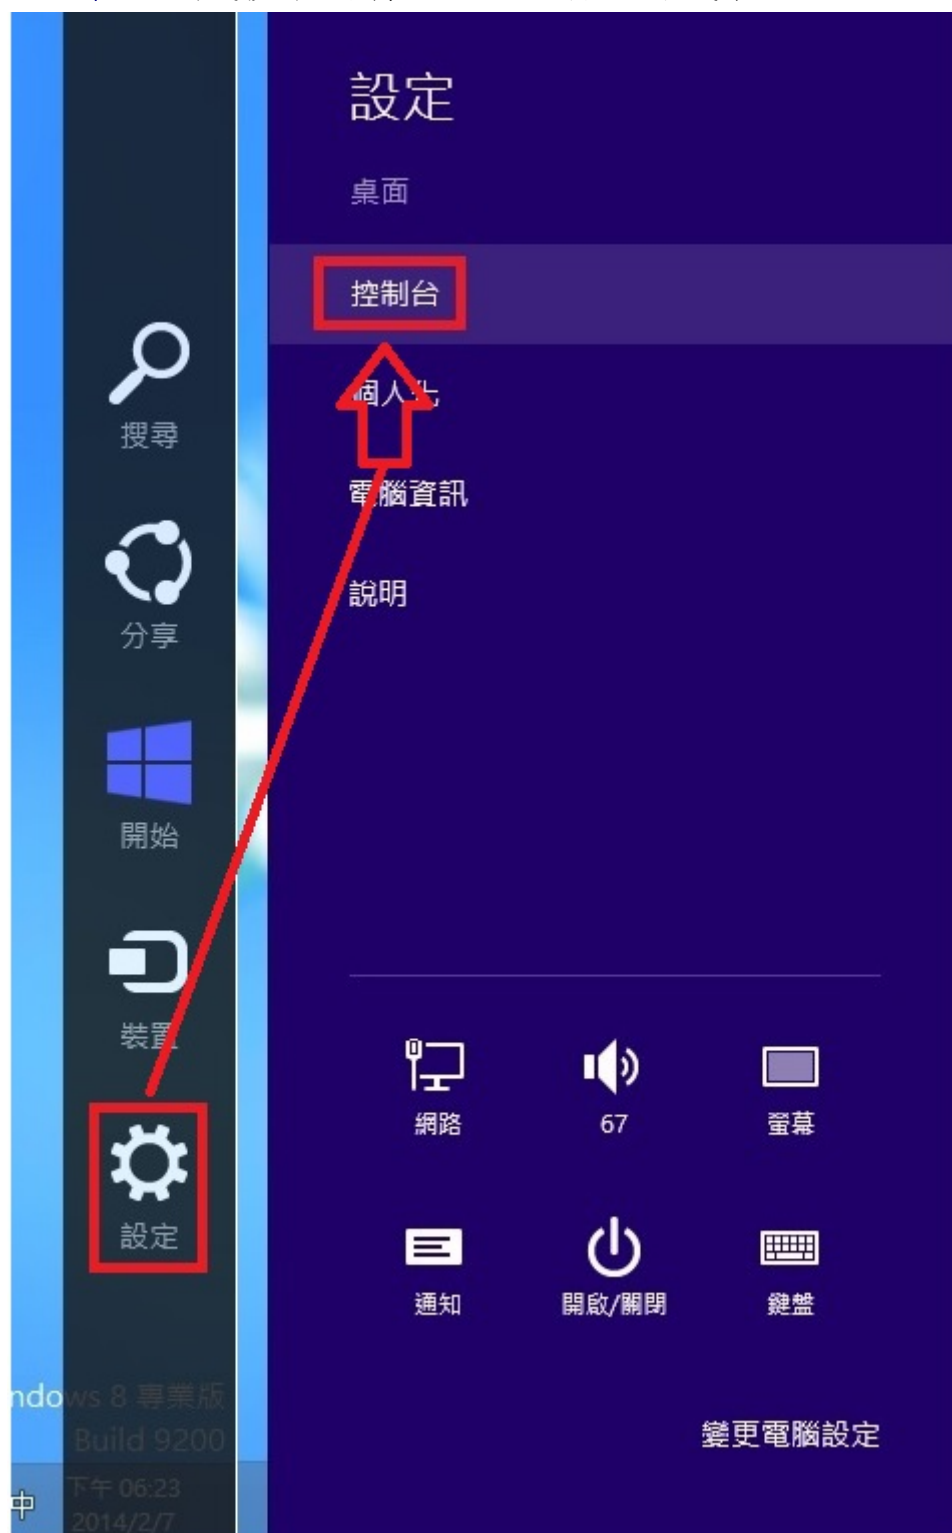 搜尋
分享
開始
裝置
設定
ndows 8 專業版
Build 9200
中
下午 06:23
2014/2/7
設定
桌面
控制台
個人化
電腦資訊
說明
網路
67
螢幕
通知
開啟/關閉
鍵盤
變更電腦設定